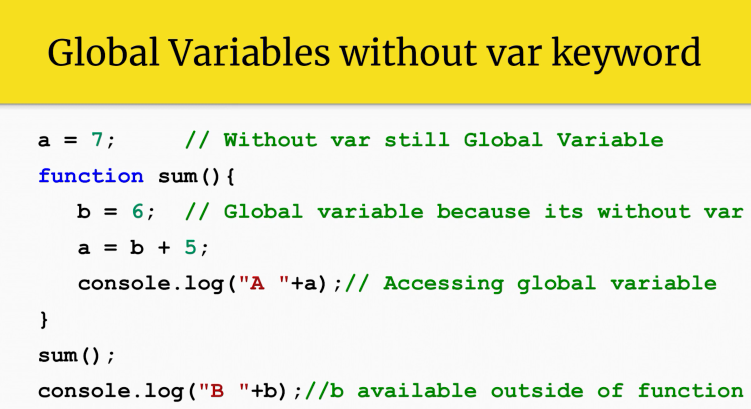 Global Variables without var keyword
a = 7;     // Without var still Global Variable
function sum(){
   b = 6;  // Global variable because its without var
   a = b + 5;
   console.log("A "+a);// Accessing global variable
}
sum();
console.log("B "+b);//b available outside of function